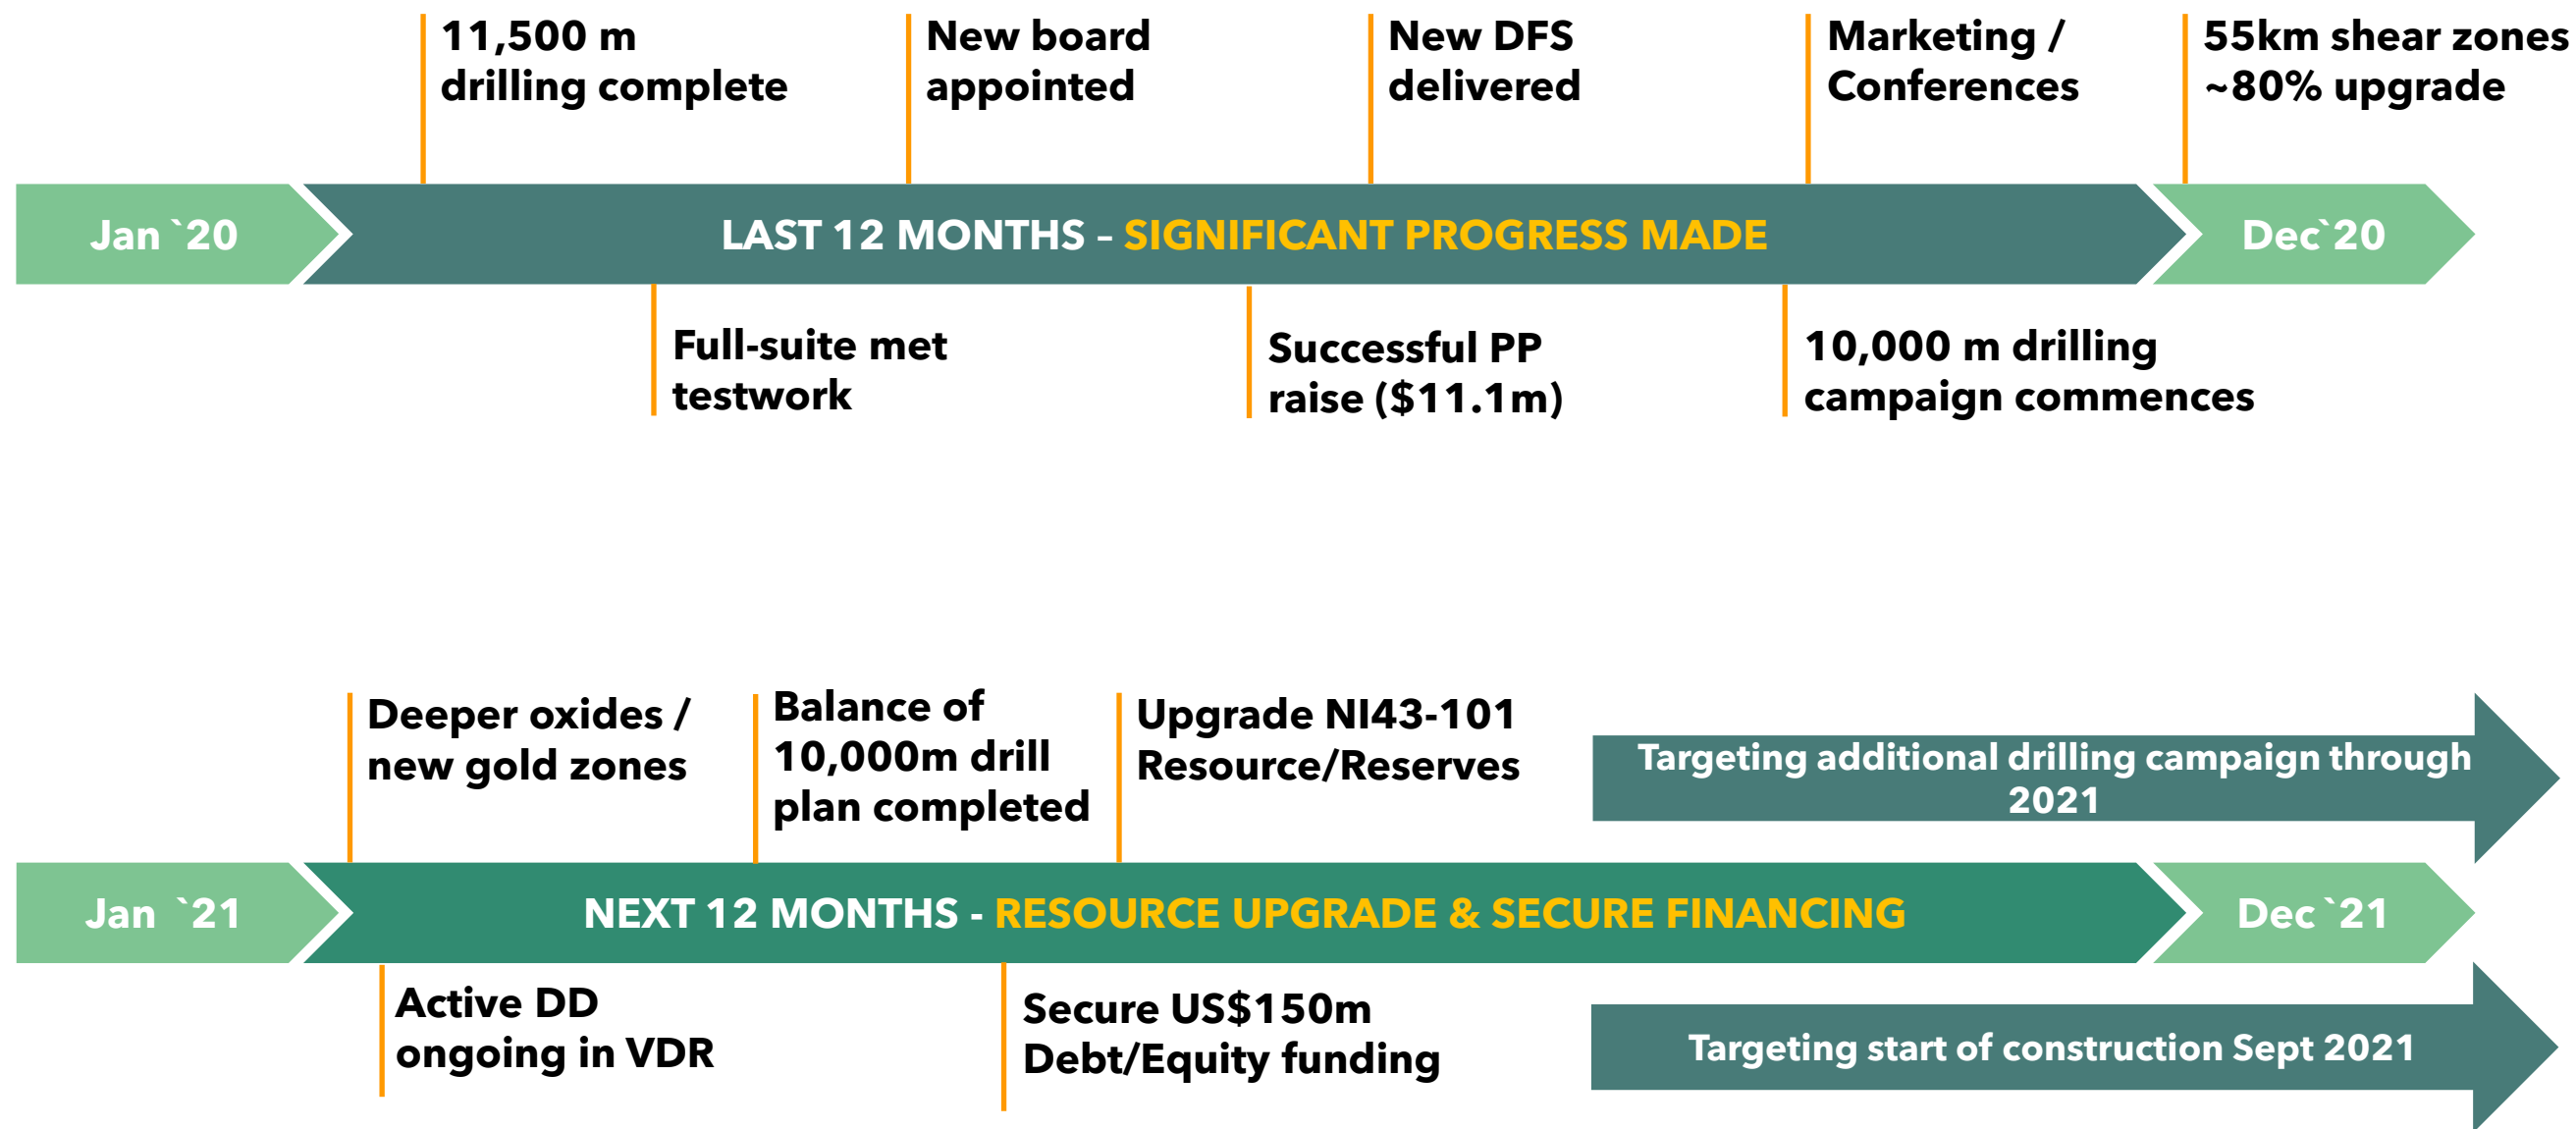 11,500 m
drilling complete
New board
appointed
New DFS
delivered
Marketing /
Conferences
55km shear zones
~80% upgrade
Jan `20
LAST 12 MONTHS – SIGNIFICANT PROGRESS MADE
Dec`20
Full-suite met
testwork
Successful PP
raise ($11.1m)
10,000 m drilling
campaign commences
Deeper oxides /
new gold zones
Balance of
10,000m drill
plan completed
Upgrade NI43-101
Resource/Reserves
Targeting additional drilling campaign through
2021
Jan `21
NEXT 12 MONTHS - RESOURCE UPGRADE & SECURE FINANCING
Dec `21
Active DD
ongoing in VDR
Secure US$150m
Debt/Equity funding
Targeting start of construction Sept 2021